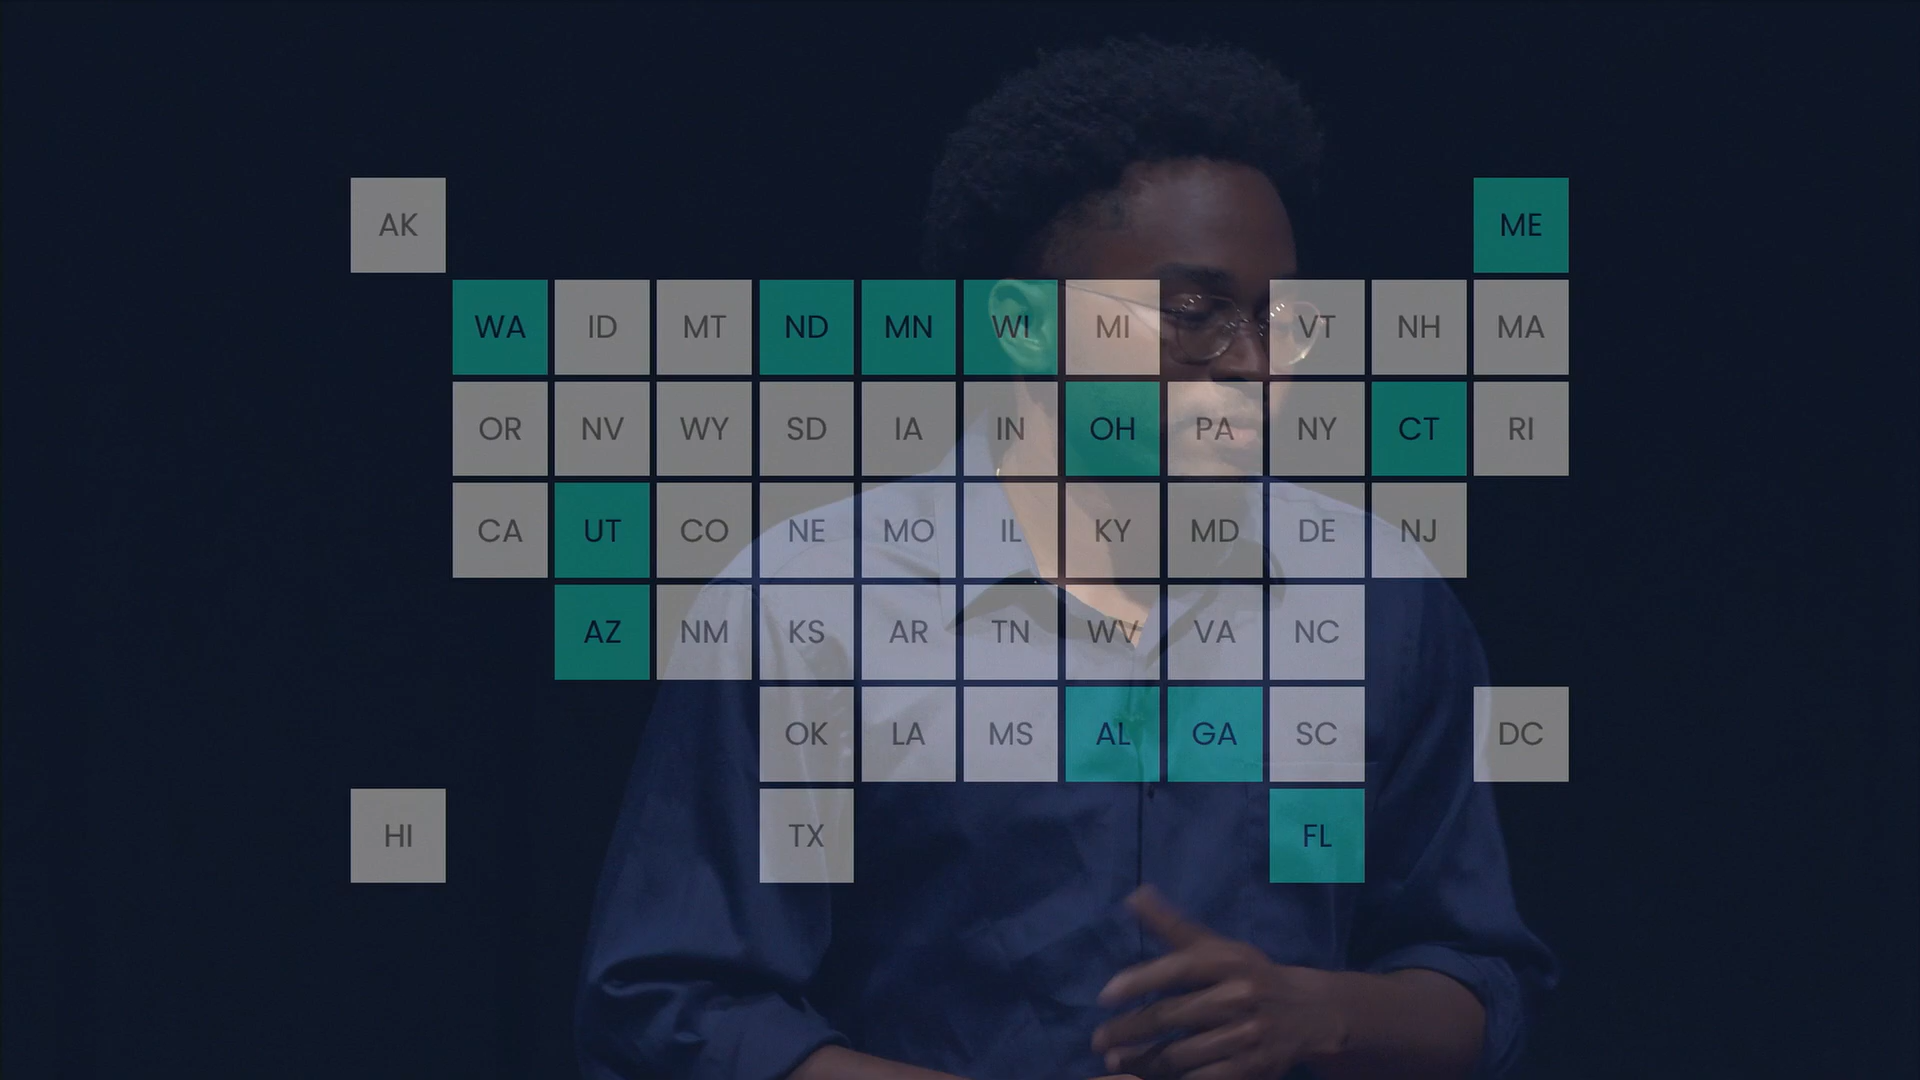 AK ME
WA ID MT ND MN WI MI VT NH MA
OR NV WY SD IA IN OH PA NY CT RI
CA UT CO NE MO IL KY MD DE NJ
AZ NM KS AR TN WV VA NC
OK LA MS AL GA SC DC
HI TX FL